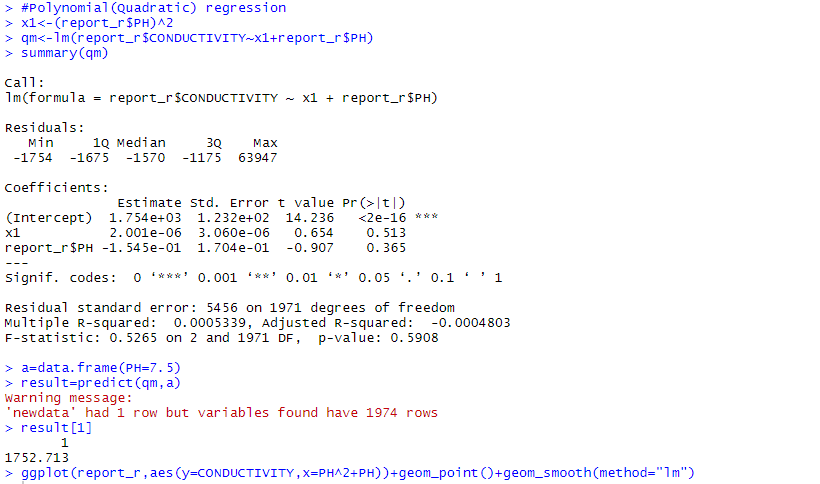 > #Polynomial(Quadratic) regression
> x1<-(report_r$PH)^2
> qm<-lm(report_r$CONDUCTIVITY~x1+report_r$PH)
> summary(qm)
Call:
lm(formula = report_r$CONDUCTIVITY ~ x1 + report_r$PH)
Residuals:
   Min     1Q Median     3Q    Max
 -1754  -1675  -1570  -1175  63947
Coefficients:
              Estimate Std. Error t value Pr(>|t|)
(Intercept)  1.754e+03  1.232e+02  14.236   <2e-16 ***
x1           2.001e-06  3.060e-06   0.654    0.513
report_r$PH -1.545e-01  1.704e-01  -0.907    0.365
---
Signif. codes:  0 ‘***’ 0.001 ‘**’ 0.01 ‘*’ 0.05 ‘.’ 0.1 ‘ ’ 1
Residual standard error: 5456 on 1971 degrees of freedom
Multiple R-squared:  0.0005339, Adjusted R-squared:  -0.0004803
F-statistic: 0.5265 on 2 and 1971 DF,  p-value: 0.5908
> a=data.frame(PH=7.5)
> result=predict(qm,a)
Warning message:
'newdata' had 1 row but variables found have 1974 rows
> result[1]
       1
1752.713
> ggplot(report_r,aes(y=CONDUCTIVITY,x=PH^2+PH))+geom_point()+geom_smooth(method="lm")